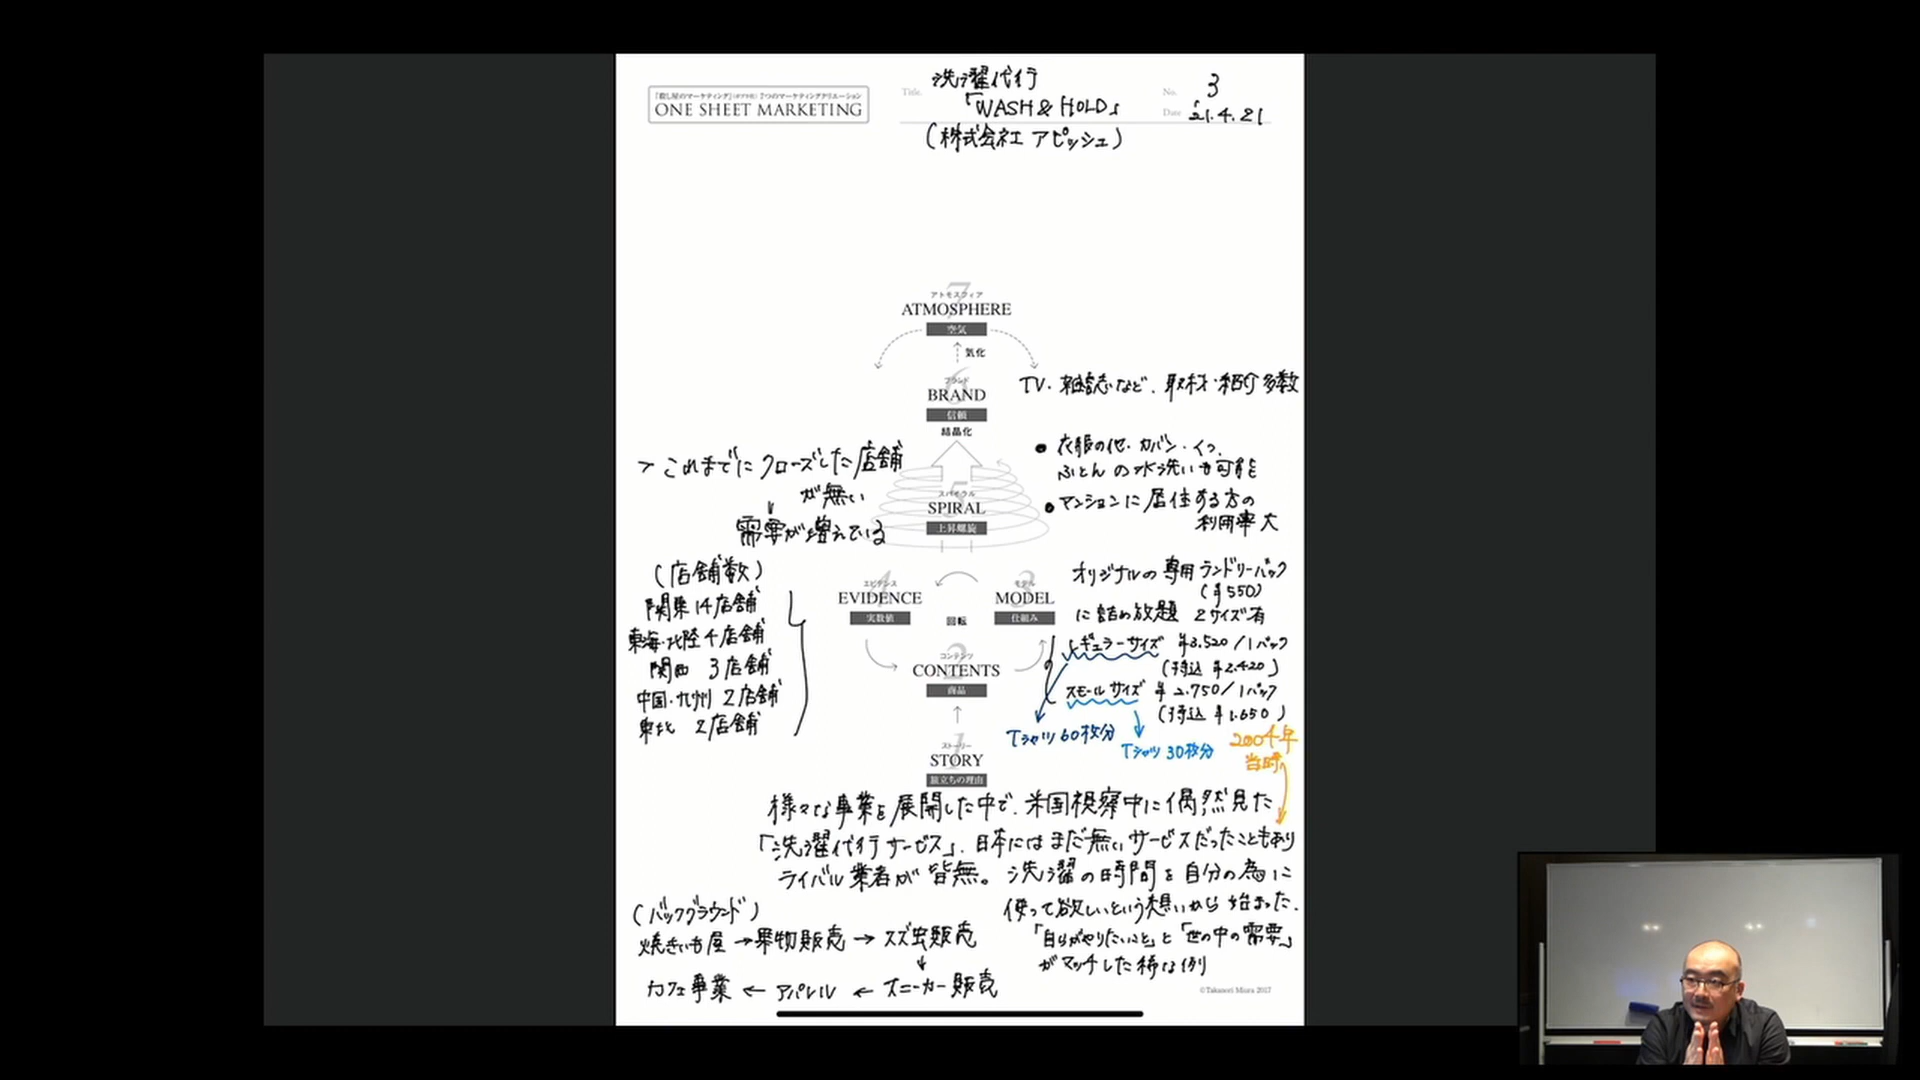 『殺し屋のマーケティング』(ポプラ社) 7つのマーケティングクリエーション
ONE SHEET MARKETING
Title.
洗濯代行
「WASH & HOLD」
(株式会社 アピッシュ)
No. 3
Date '21.4.21
アトモスフィア
7
ATMOSPHERE
空気
気化
ブランド
6
BRAND
信頼
結晶化
TV・雑誌など、取材・紹介多数
→ これまでにクローズした店舗
が無い
↓
需要が増えている
● 衣服の他・カバン・くつ、
ふとんの水洗いも可能
● マンションに居住する方の
利用率大
スパイラル
5
SPIRAL
上昇螺旋
エビデンス
4
EVIDENCE
実数値
回転
モデル
3
MODEL
仕組み
(店舗数)
関東 14店舗
東海・北陸 4店舗
関西 3店舗
中国・九州 2店舗
東北 2店舗
オリジナルの専用ランドリーバック
(¥550)
に詰め放題 2サイズ有
レギュラーサイズ ¥3.520/1パック
(持込 ¥2.420)
スモールサイズ ¥2.750/1パック
(持込 ¥1.650)
Tシャツ60枚分
Tシャツ30枚分
コンテンツ
2
CONTENTS
商品
ストーリー
1
STORY
旅立ちの理由
2004年
当時
様々な事業を展開した中で、米国視察中に偶然見た
「洗濯代行サービス」、日本にはまだ無いサービスだったこともあり
ライバル業者が皆無。洗濯の時間を自分の為に
使って欲しいという想いから始まった。
「自らがやりたいこと」と「世の中の需要」
がマッチした稀な例
(バックグラウンド)
焼きいも屋 → 果物販売 → スズ虫販売
↓
カフェ事業 ← アパレル ← スニーカー販売
©Takanori Miura 2017